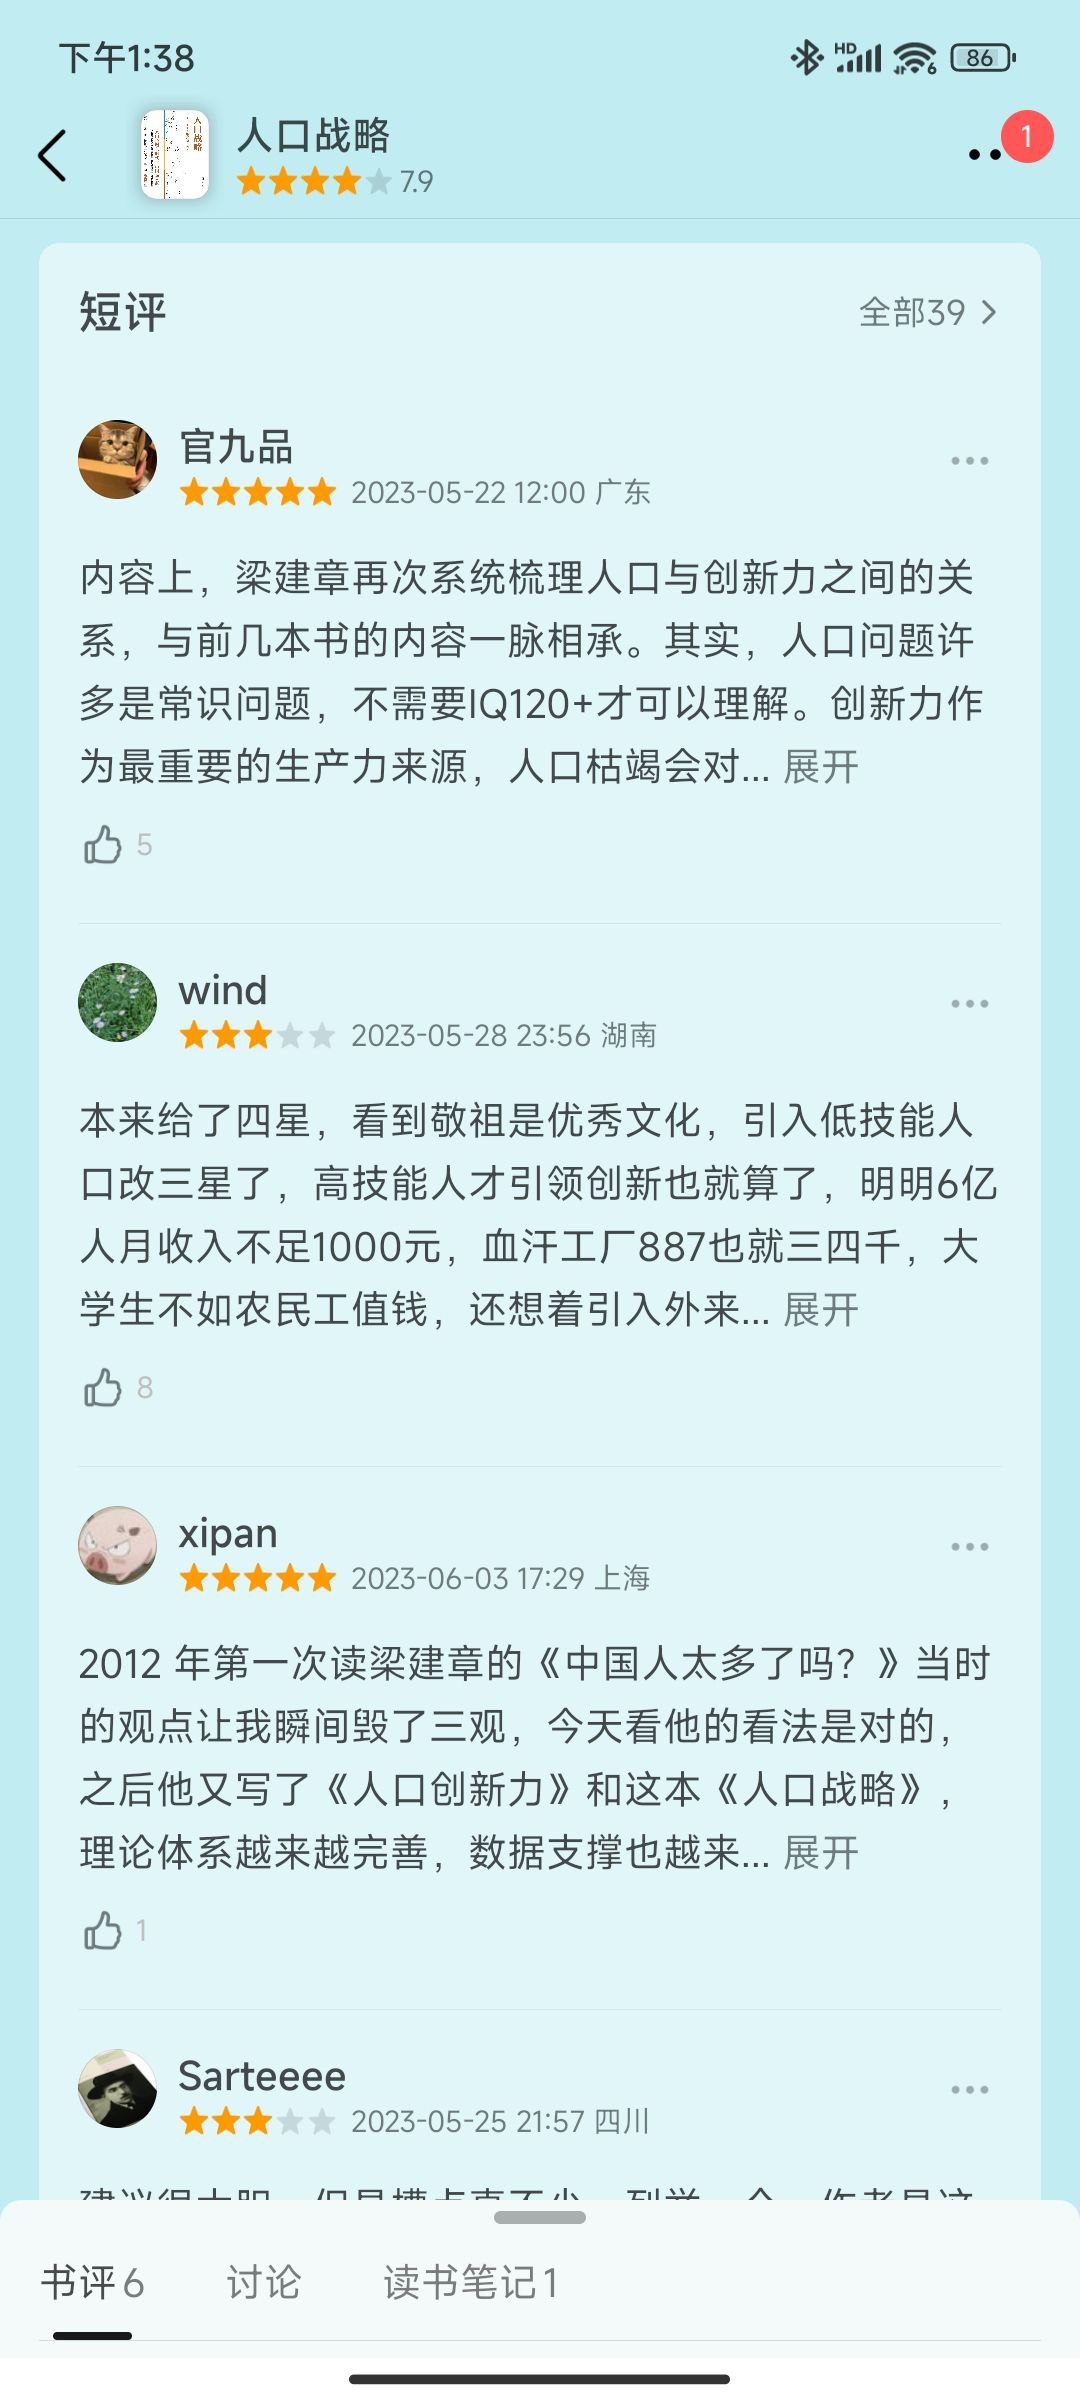 下午1:38
HD
6
86
人口战略
7.9
1
短评
全部39
官九品
2023-05-22 12:00 广东
内容上，梁建章再次系统梳理人口与创新力之间的关
系，与前几本书的内容一脉相承。其实，人口问题许
多是常识问题，不需要IQ120+才可以理解。创新力作
为最重要的生产力来源，人口枯竭会对... 展开
5
wind
2023-05-28 23:56 湖南
本来给了四星，看到敬祖是优秀文化，引入低技能人
口改三星了，高技能人才引领创新也就算了，明明6亿
人月收入不足1000元，血汗工厂887也就三四千，大
学生不如农民工值钱，还想着引入外来... 展开
8
xipan
2023-06-03 17:29 上海
2012 年第一次读梁建章的《中国人太多了吗？》当时
的观点让我瞬间毁了三观，今天看他的看法是对的，
之后他又写了《人口创新力》和这本《人口战略》，
理论体系越来越完善，数据支撑也越来... 展开
1
Sarteeee
2023-05-25 21:57 四川
书评 6
讨论
读书笔记 1